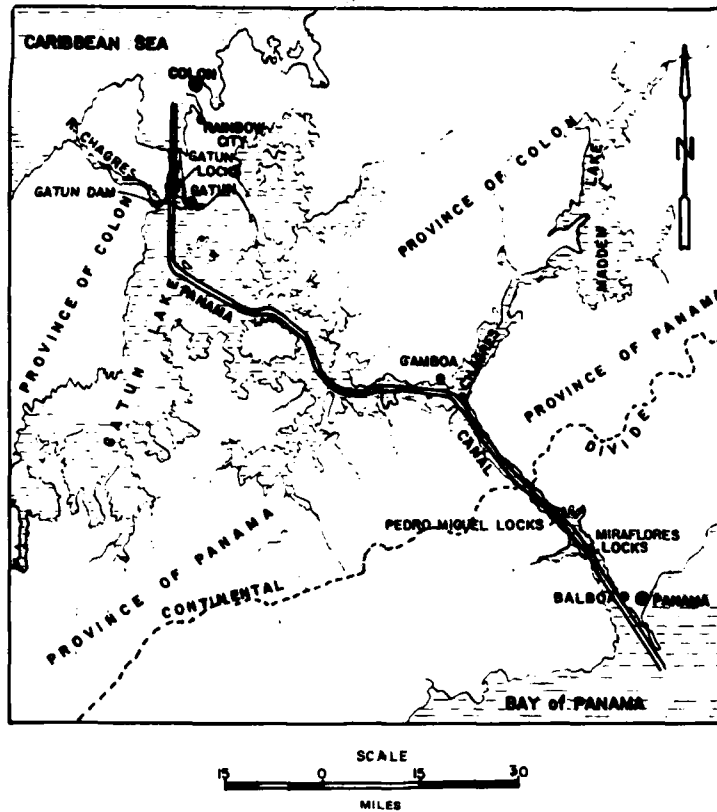 CARIBBEAN SEA
COLON
RAINBOW
CITY
R. CHAGRES
GATUN
LOCKS
GATUN DAM
GATUN
PROVINCE OF COLON
PROVINCE OF COLON
MADDEN LAKE
N
PANAMA
GATUN LAKE
GAMBOA
CHAGRES
PROVINCE OF PANAMA
DIVIDE
CANAL
PEDRO MIGUEL LOCKS
MIRAFLORES
LOCKS
PROVINCE OF PANAMA
CONTINENTAL
BALBOA
PANAMA
BAY of PANAMA
SCALE
15 0 15 30
MILES